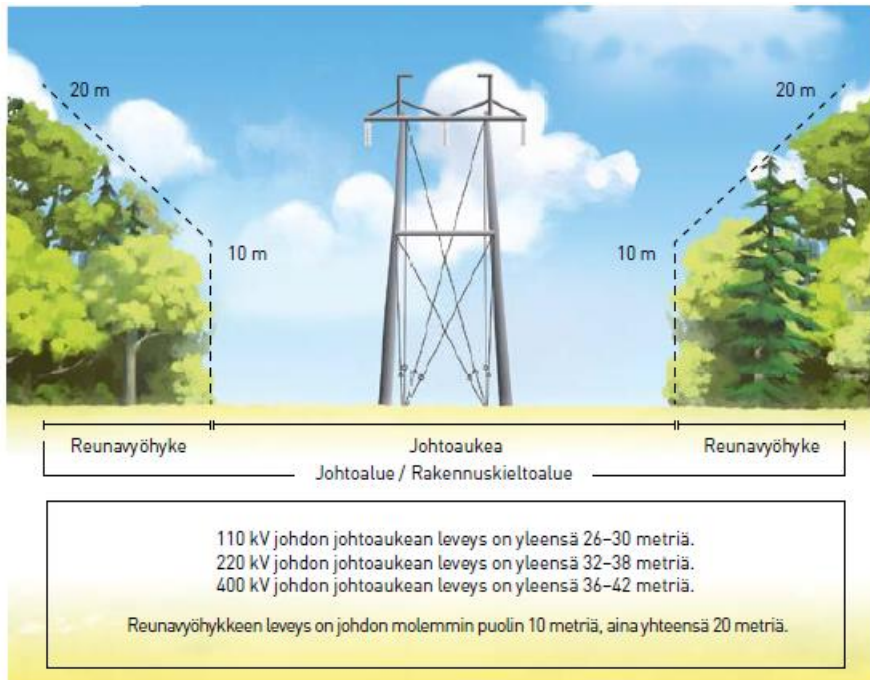 20 m
20 m
10 m
10 m
Reunavyöhyke
Johtoaukea
Reunavyöhyke
Johtoalue / Rakennuskieltoalue
110 kV johdon johtoaukean leveys on yleensä 26–30 metriä.
220 kV johdon johtoaukean leveys on yleensä 32–38 metriä.
400 kV johdon johtoaukean leveys on yleensä 36–42 metriä.
Reunavyöhykkeen leveys on johdon molemmin puolin 10 metriä, aina yhteensä 20 metriä.